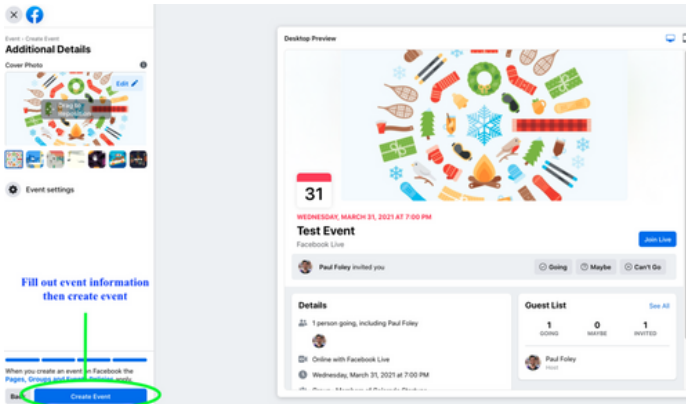 Event › Create Event
Additional Details
Cover Photo
Edit
Drag to
Reposition
Event settings
Fill out event information
then create event
When you create an event on Facebook the
Pages, Groups and Events Policies apply.
Back
Create Event
Desktop Preview
31
WEDNESDAY, MARCH 31, 2021 AT 7:00 PM
Test Event
Facebook Live
Join Live
Paul Foley invited you
Going
Maybe
Can't Go
Details
1 person going, including Paul Foley
Online with Facebook Live
Wednesday, March 31, 2021 at 7:00 PM
Guest List
See All
1
GOING
0
MAYBE
1
INVITED
Paul Foley
Host